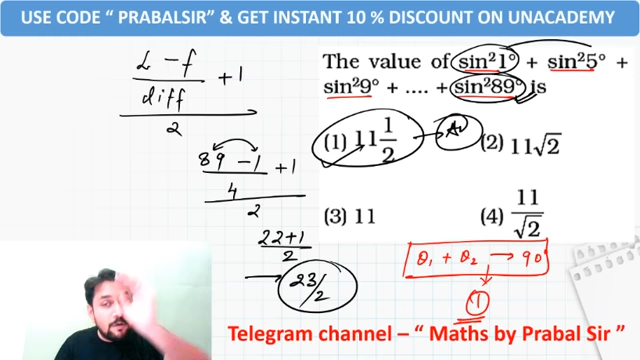 USE CODE "PRABALSIR" & GET INSTANT 10 % DISCOUNT ON UNACADEMY
L - f
diff
+ 1
2
The value of sin²1° + sin²5° +
sin²9° + .... + sin²89° is
(1) 11 1/2
(2) 11√2
(3) 11
(4) 11/√2
89 - 1
4
+ 1
2
22 + 1
2
23/2
θ₁ + θ₂ → 90
1
Telegram channel – " Maths by Prabal Sir "